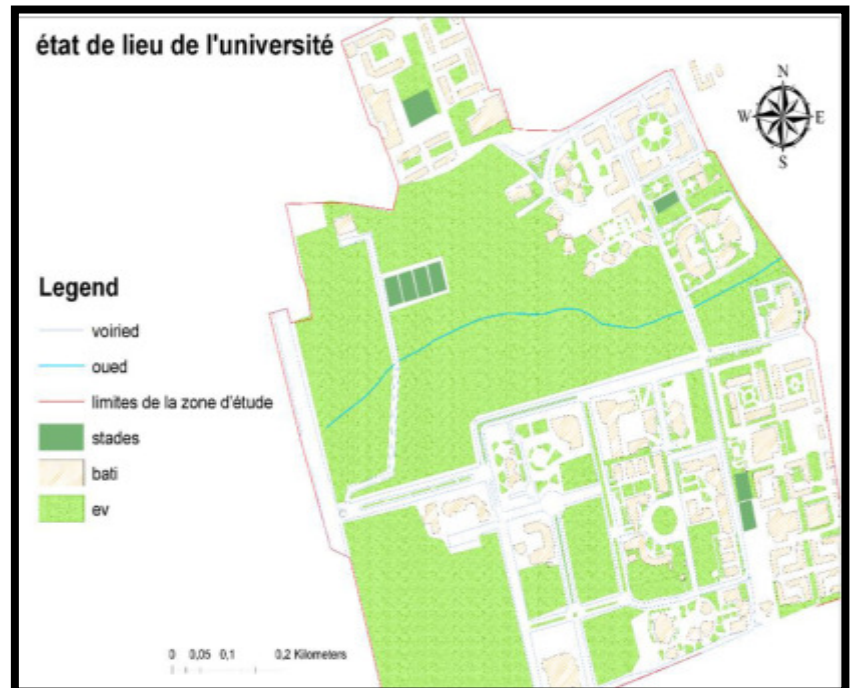 état de lieu de l'université
N
W E
S
Legend
voiried
oued
limites de la zone d'étude
stades
bati
ev
0 0,05 0,1 0,2 Kilometers